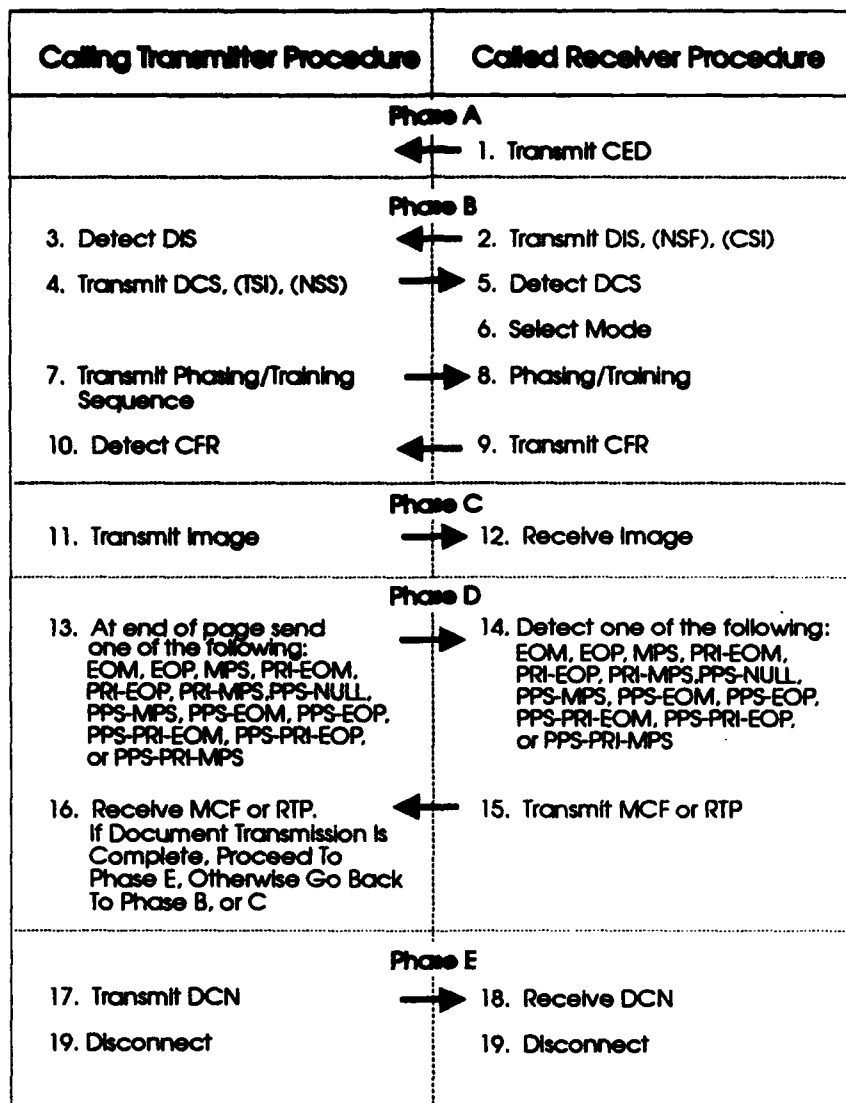 Calling Transmitter Procedure
Called Receiver Procedure
Phase A
1. Transmit CED
Phase B
3. Detect DIS
2. Transmit DIS, (NSF), (CSI)
4. Transmit DCS, (TSI), (NSS)
5. Detect DCS
6. Select Mode
7. Transmit Phasing/Training
Sequence
8. Phasing/Training
10. Detect CFR
9. Transmit CFR
Phase C
11. Transmit Image
12. Receive Image
Phase D
13. At end of page send
one of the following:
EOM, EOP, MPS, PRI-EOM,
PRI-EOP, PRI-MPS,PPS-NULL,
PPS-MPS, PPS-EOM, PPS-EOP,
PPS-PRI-EOM, PPS-PRI-EOP,
or PPS-PRI-MPS
14. Detect one of the following:
EOM, EOP, MPS, PRI-EOM,
PRI-EOP, PRI-MPS,PPS-NULL,
PPS-MPS, PPS-EOM, PPS-EOP,
PPS-PRI-EOM, PPS-PRI-EOP,
or PPS-PRI-MPS
16. Receive MCF or RTP.
If Document Transmission Is
Complete, Proceed To
Phase E, Otherwise Go Back
To Phase B, or C
15. Transmit MCF or RTP
Phase E
17. Transmit DCN
18. Receive DCN
19. Disconnect
19. Disconnect